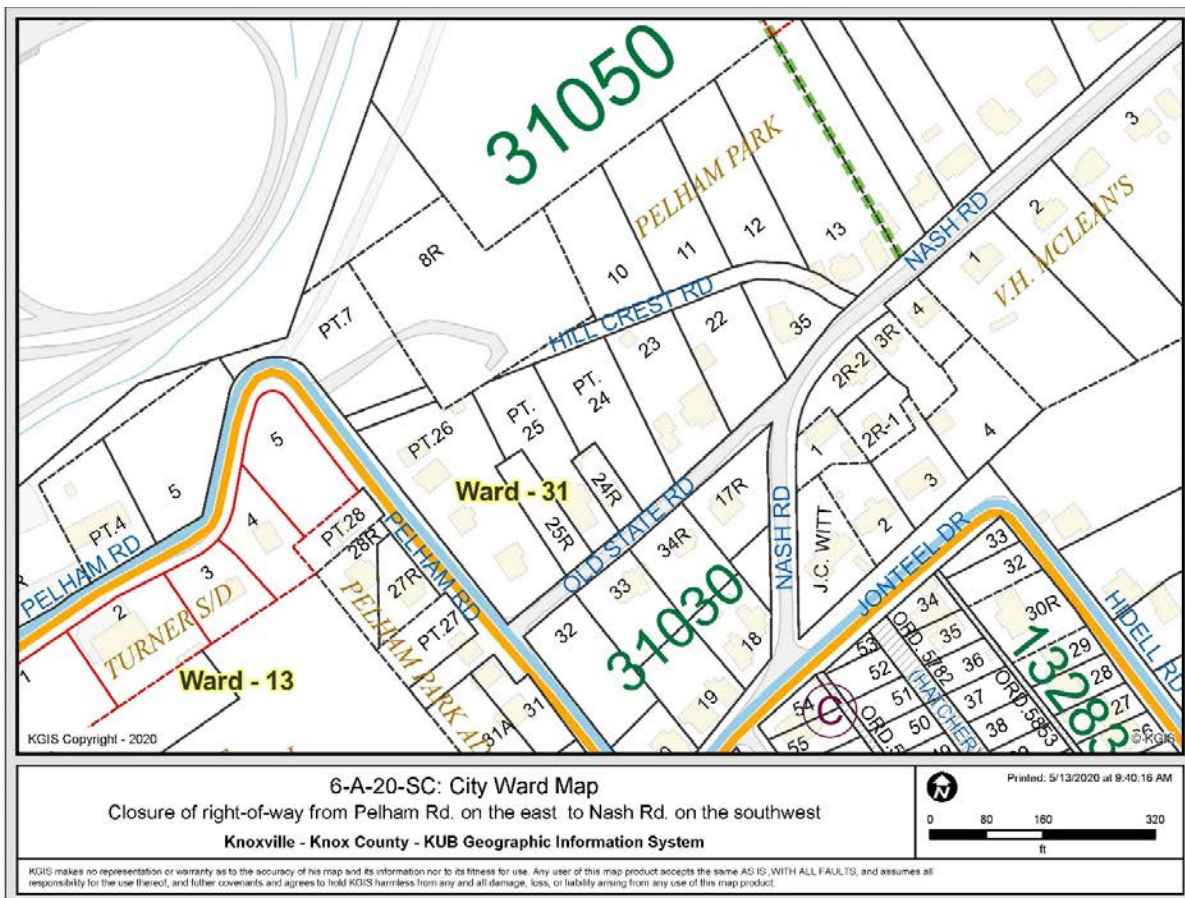 31050
PELHAM PARK
3
NASH RD
2
1
V.H. MCLEAN'S
8R
10
11
12
13
PT.7
HILL CREST RD
22
23
35
4
3R
2R-2
2R-1
PT.
24
PT.
25
PT.26
5
5
1
4
Ward - 31
24R
17R
3
PT.4
PELHAM RD
4
PT.28
28R
PELHAM RD
25R
OLD STATE RD
34R
NASH RD
J.C. WITT
2
JONTEEL DR
33
32
3
27R
33
31030
34
30R
HIDELL RD
2
TURNER S/D
PELHAM PARK
PT.27
32
18
53
ORD.5782
35
36
29
13283
28
Ward - 13
52
(HATCHER
37
27
1
31
31A
19
54
C
51
50
38
ORD.5853
55
KGIS Copyright - 2020
© KGIS
6-A-20-SC: City Ward Map
Closure of right-of-way from Pelham Rd. on the east to Nash Rd. on the southwest
Knoxville - Knox County - KUB Geographic Information System
N
Printed: 5/13/2020 at 9:40:16 AM
0 80 160 320
ft
KGIS makes no representation or warranty as to the accuracy of his map and its information nor to its fitness for use. Any user of this map product accepts the same AS IS ,WITH ALL FAULTS, and assumes all
responsibility for the use thereof, and futher covenants and agrees to hold KGIS harmless from any and all damage, loss, or liability arising from any use of this map product.